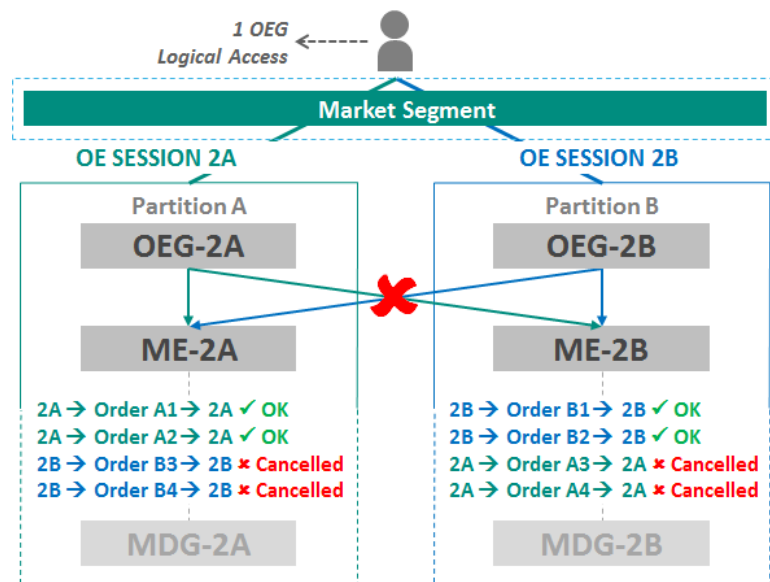 1 OEG
Logical Access
Market Segment
OE SESSION 2A
OE SESSION 2B
Partition A
OEG-2A
ME-2A
2A → Order A1 → 2A ✓ OK
2A → Order A2 → 2A ✓ OK
2B → Order B3 → 2B ✘ Cancelled
2B → Order B4 → 2B ✘ Cancelled
MDG-2A
Partition B
OEG-2B
ME-2B
2B → Order B1 → 2B ✓ OK
2B → Order B2 → 2B ✓ OK
2A → Order A3 → 2A ✘ Cancelled
2A → Order A4 → 2A ✘ Cancelled
MDG-2B